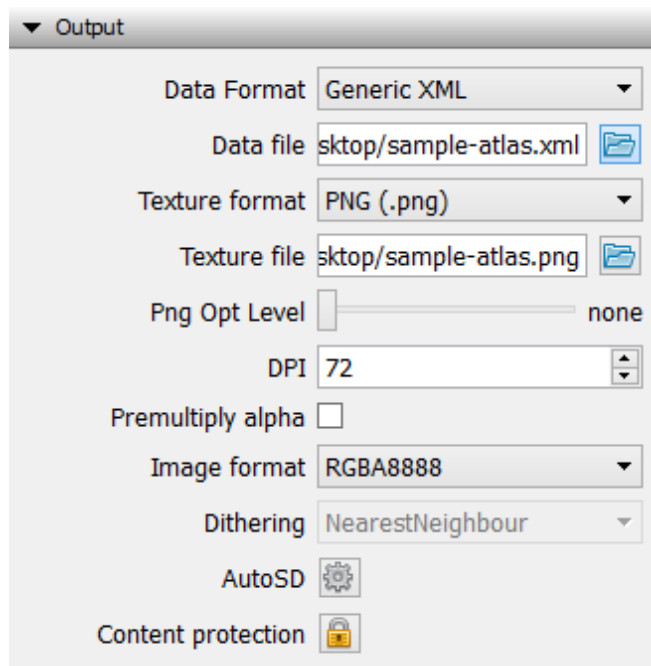 Output
Data Format Generic XML
Data file sktop/sample-atlas.xml
Texture format PNG (.png)
Texture file sktop/sample-atlas.png
Png Opt Level none
DPI 72
Premultiply alpha
Image format RGBA8888
Dithering NearestNeighbour
AutoSD
Content protection